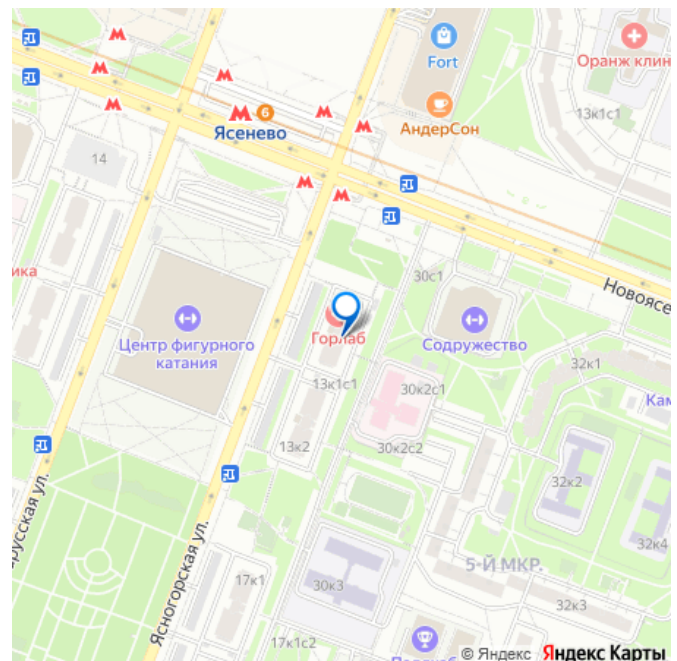 Fort
Оранж клин
6
Ясенево
АндерСон
13к1с1
14
30с1
ика
Новоясе
Центр фигурного
катания
Горлаб
Содружество
32к1
13к1с1
30к2с1
Кам
13к2
30к2с2
русская ул.
32к2
Ясногорская ул.
32к4
5-Й МКР.
17к1
30к3
32к3
17к1с2
© Яндекс Яндекс Карты